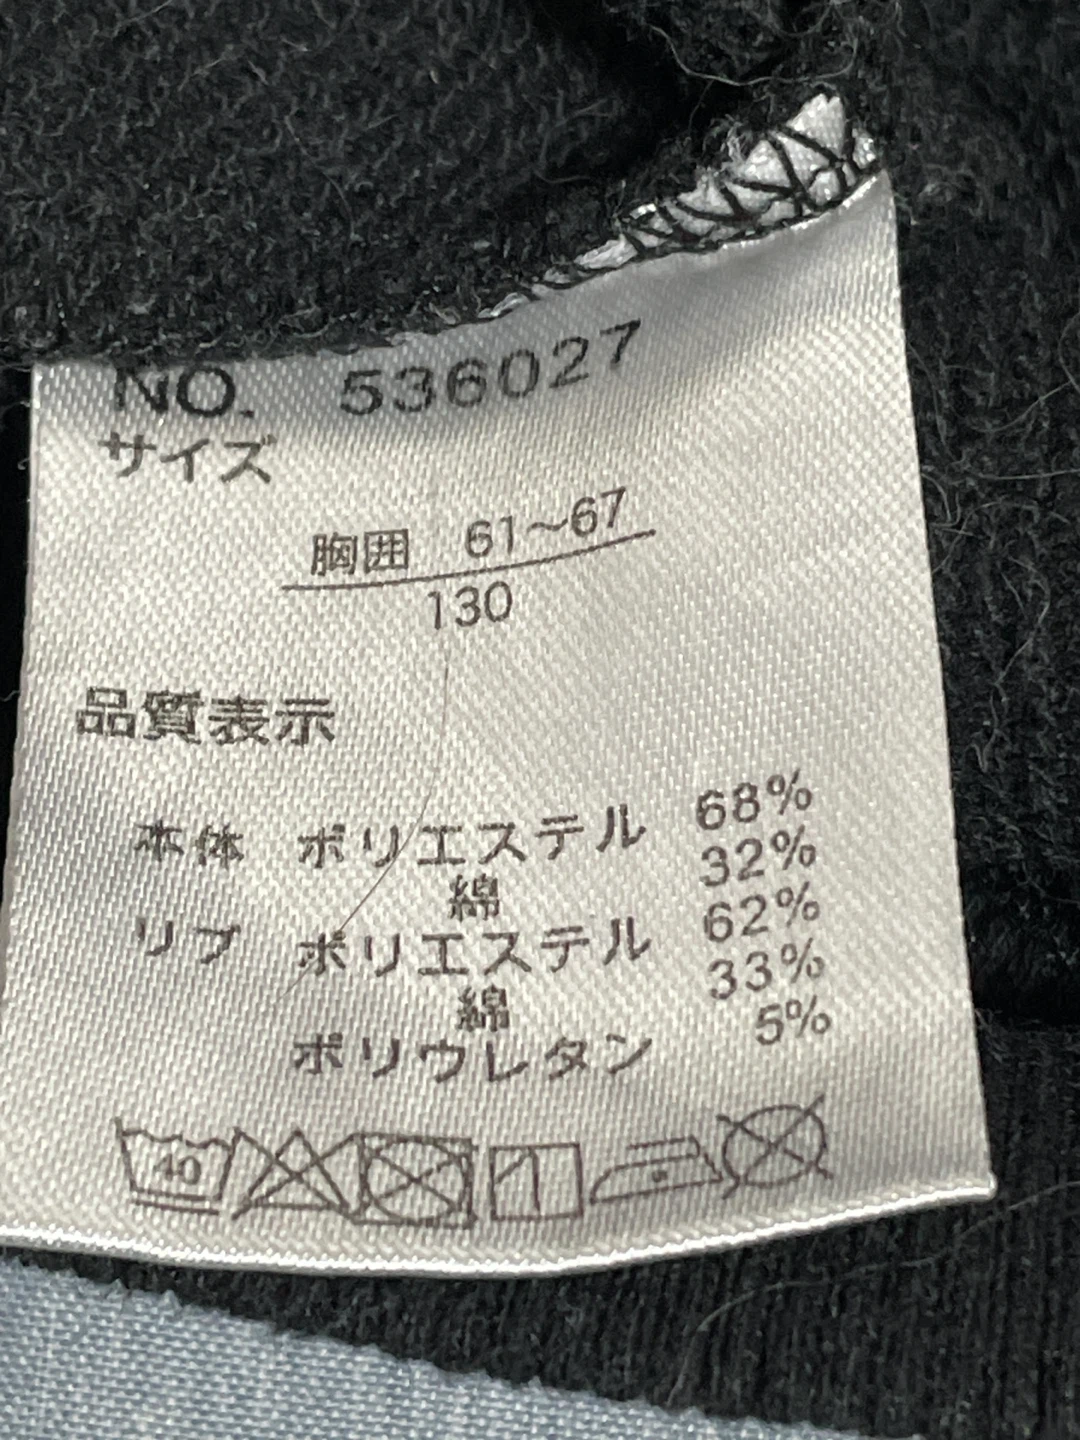 NO. 536027
サイズ
胸囲 61～67
130
品質表示
本体 ポリエステル 68%
綿 32%
リブ ポリエステル 62%
綿 33%
ポリウレタン 5%
40